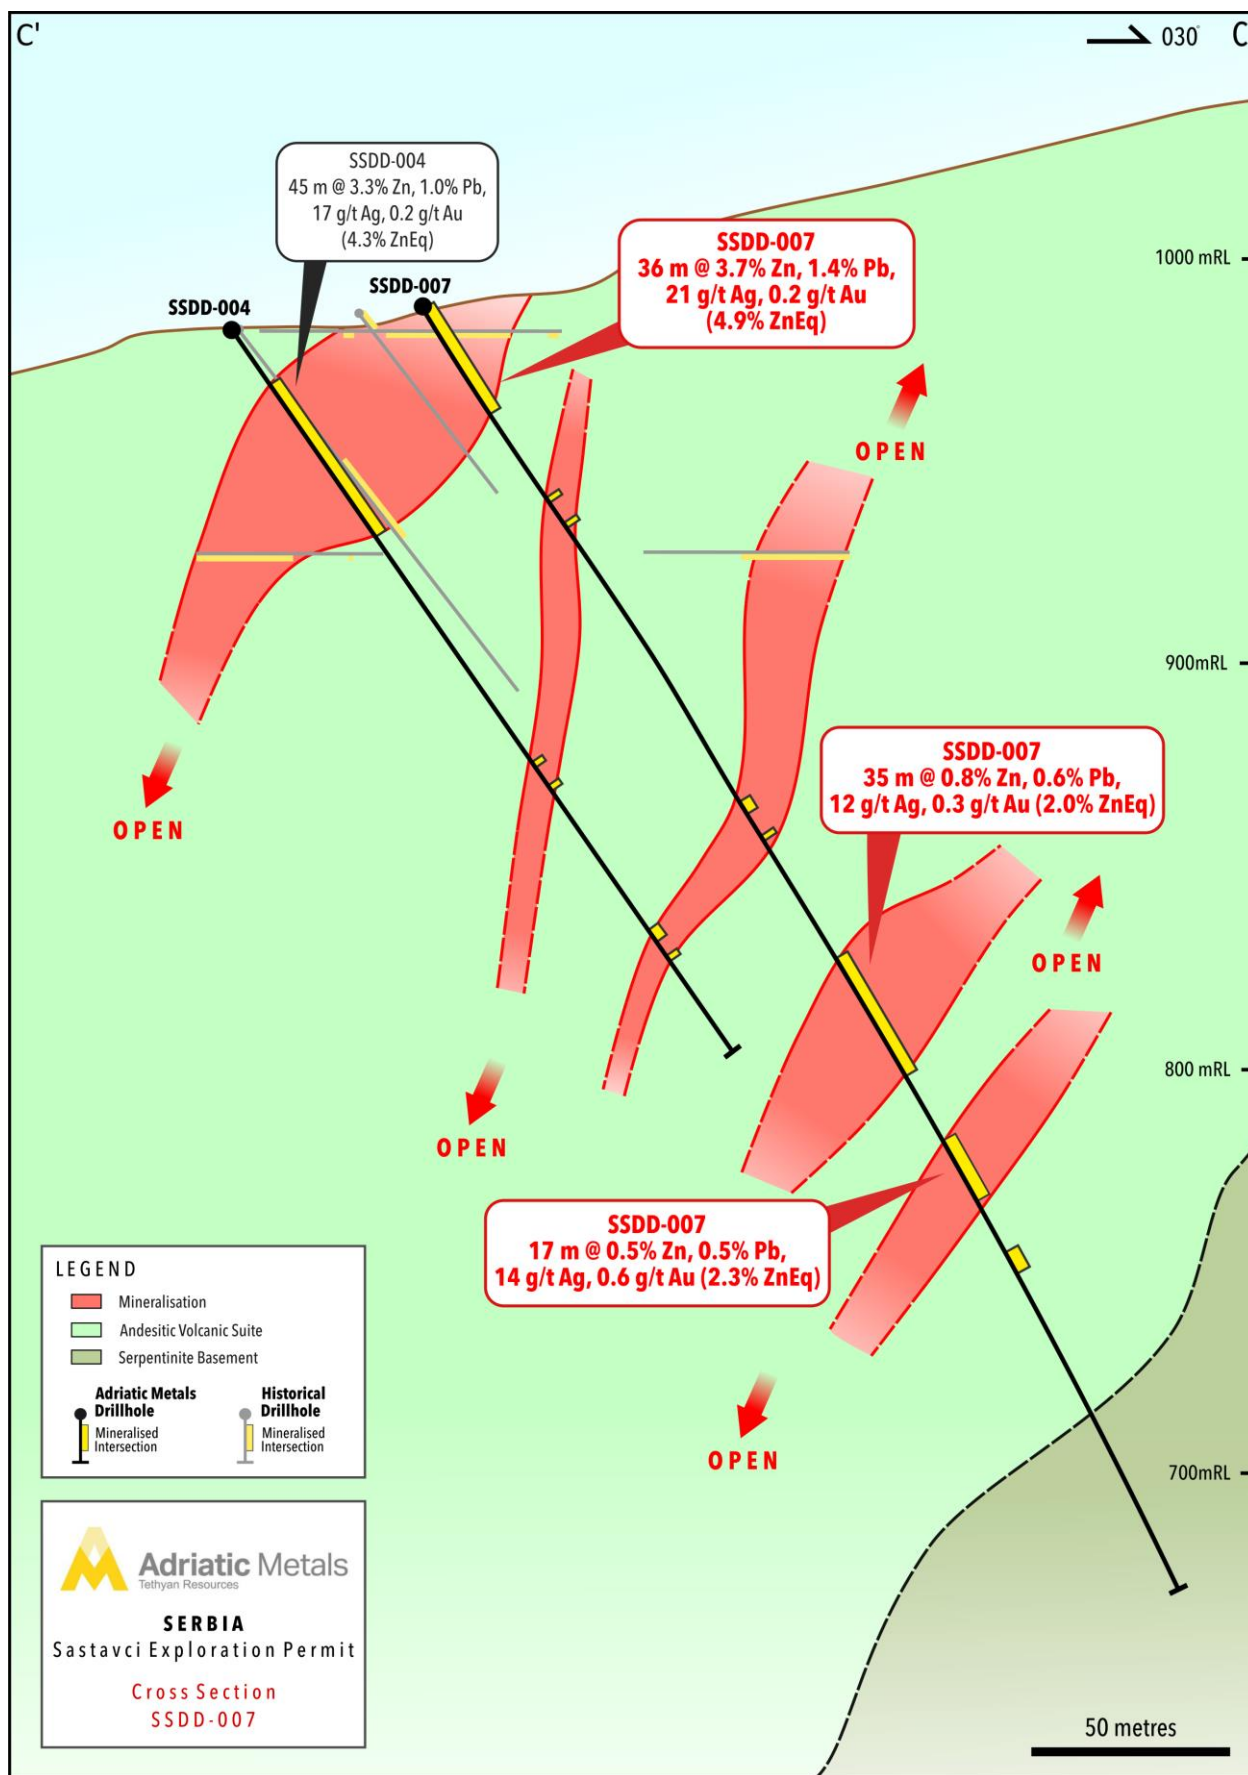 C'
030°
C
SSDD-004
45 m @ 3.3% Zn, 1.0% Pb,
17 g/t Ag, 0.2 g/t Au
(4.3% ZnEq)
SSDD-007
36 m @ 3.7% Zn, 1.4% Pb,
21 g/t Ag, 0.2 g/t Au
(4.9% ZnEq)
1000 mRL
SSDD-007
SSDD-004
OPEN
900mRL
SSDD-007
35 m @ 0.8% Zn, 0.6% Pb,
12 g/t Ag, 0.3 g/t Au (2.0% ZnEq)
OPEN
OPEN
800 mRL
OPEN
SSDD-007
17 m @ 0.5% Zn, 0.5% Pb,
14 g/t Ag, 0.6 g/t Au (2.3% ZnEq)
OPEN
700mRL
LEGEND
Mineralisation
Andesitic Volcanic Suite
Serpentinite Basement
Adriatic Metals
Drillhole
Mineralised
Intersection
Historical
Drillhole
Mineralised
Intersection
Adriatic Metals
Tethyan Resources
SERBIA
Sastavci Exploration Permit
Cross Section
SSDD-007
50 metres